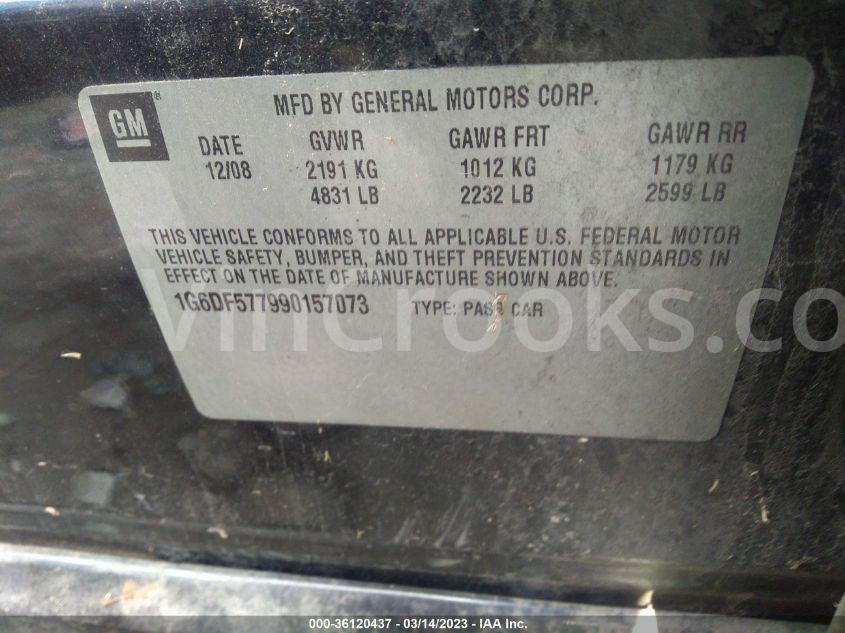 MFD BY GENERAL MOTORS CORP.
GM®
DATE GVWR GAWR FRT GAWR RR
12/08 2191 KG 1012 KG 1179 KG
4831 LB 2232 LB 2599 LB
THIS VEHICLE CONFORMS TO ALL APPLICABLE U.S. FEDERAL MOTOR
VEHICLE SAFETY, BUMPER, AND THEFT PREVENTION STANDARDS IN
EFFECT ON THE DATE OF MANUFACTURE SHOWN ABOVE.
1G6DF577990157073 TYPE: PASS CAR
vinCrooks.co
000-36120437 - 03/14/2023 - IAA Inc.